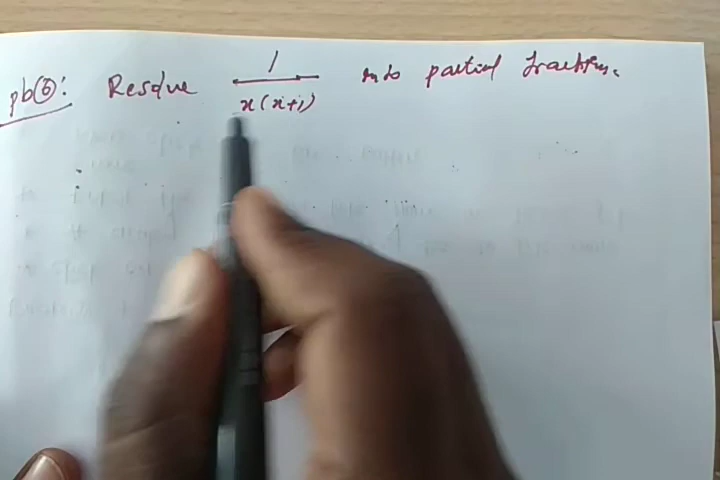 pb⑥: Resolve 1/x(x+1) into partial fractions.